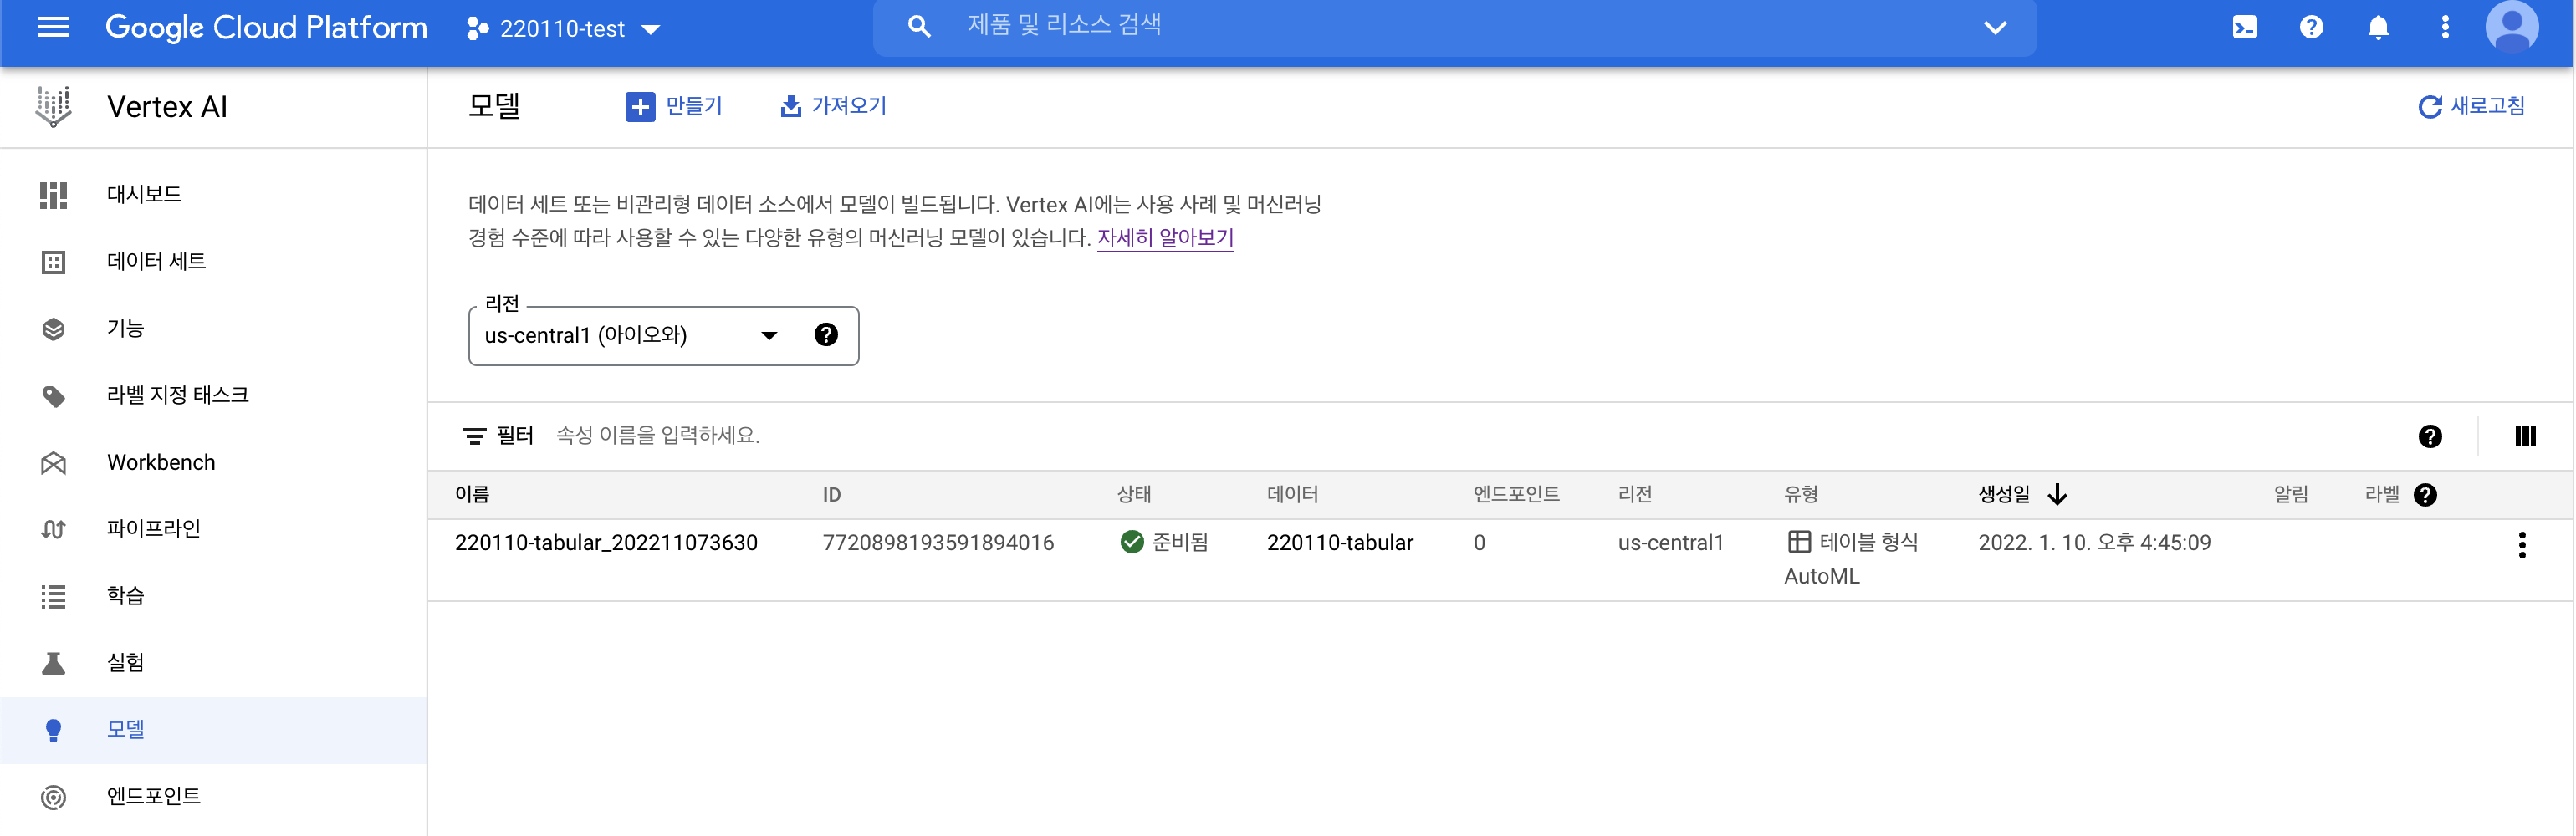 Google Cloud Platform
220110-test
제품 및 리소스 검색
Vertex AI
모델
만들기
가져오기
새로고침
대시보드
데이터 세트
기능
라벨 지정 태스크
Workbench
파이프라인
학습
실험
모델
엔드포인트
데이터 세트 또는 비관리형 데이터 소스에서 모델이 빌드됩니다. Vertex AI에는 사용 사례 및 머신러닝
경험 수준에 따라 사용할 수 있는 다양한 유형의 머신러닝 모델이 있습니다. 자세히 알아보기
리전
us-central1 (아이오와)
필터 속성 이름을 입력하세요.
이름 ID 상태 데이터 엔드포인트 리전 유형 생성일 알림 라벨
220110-tabular_202211073630 7720898193591894016 준비됨 220110-tabular 0 us-central1 테이블 형식 2022. 1. 10. 오후 4:45:09
AutoML